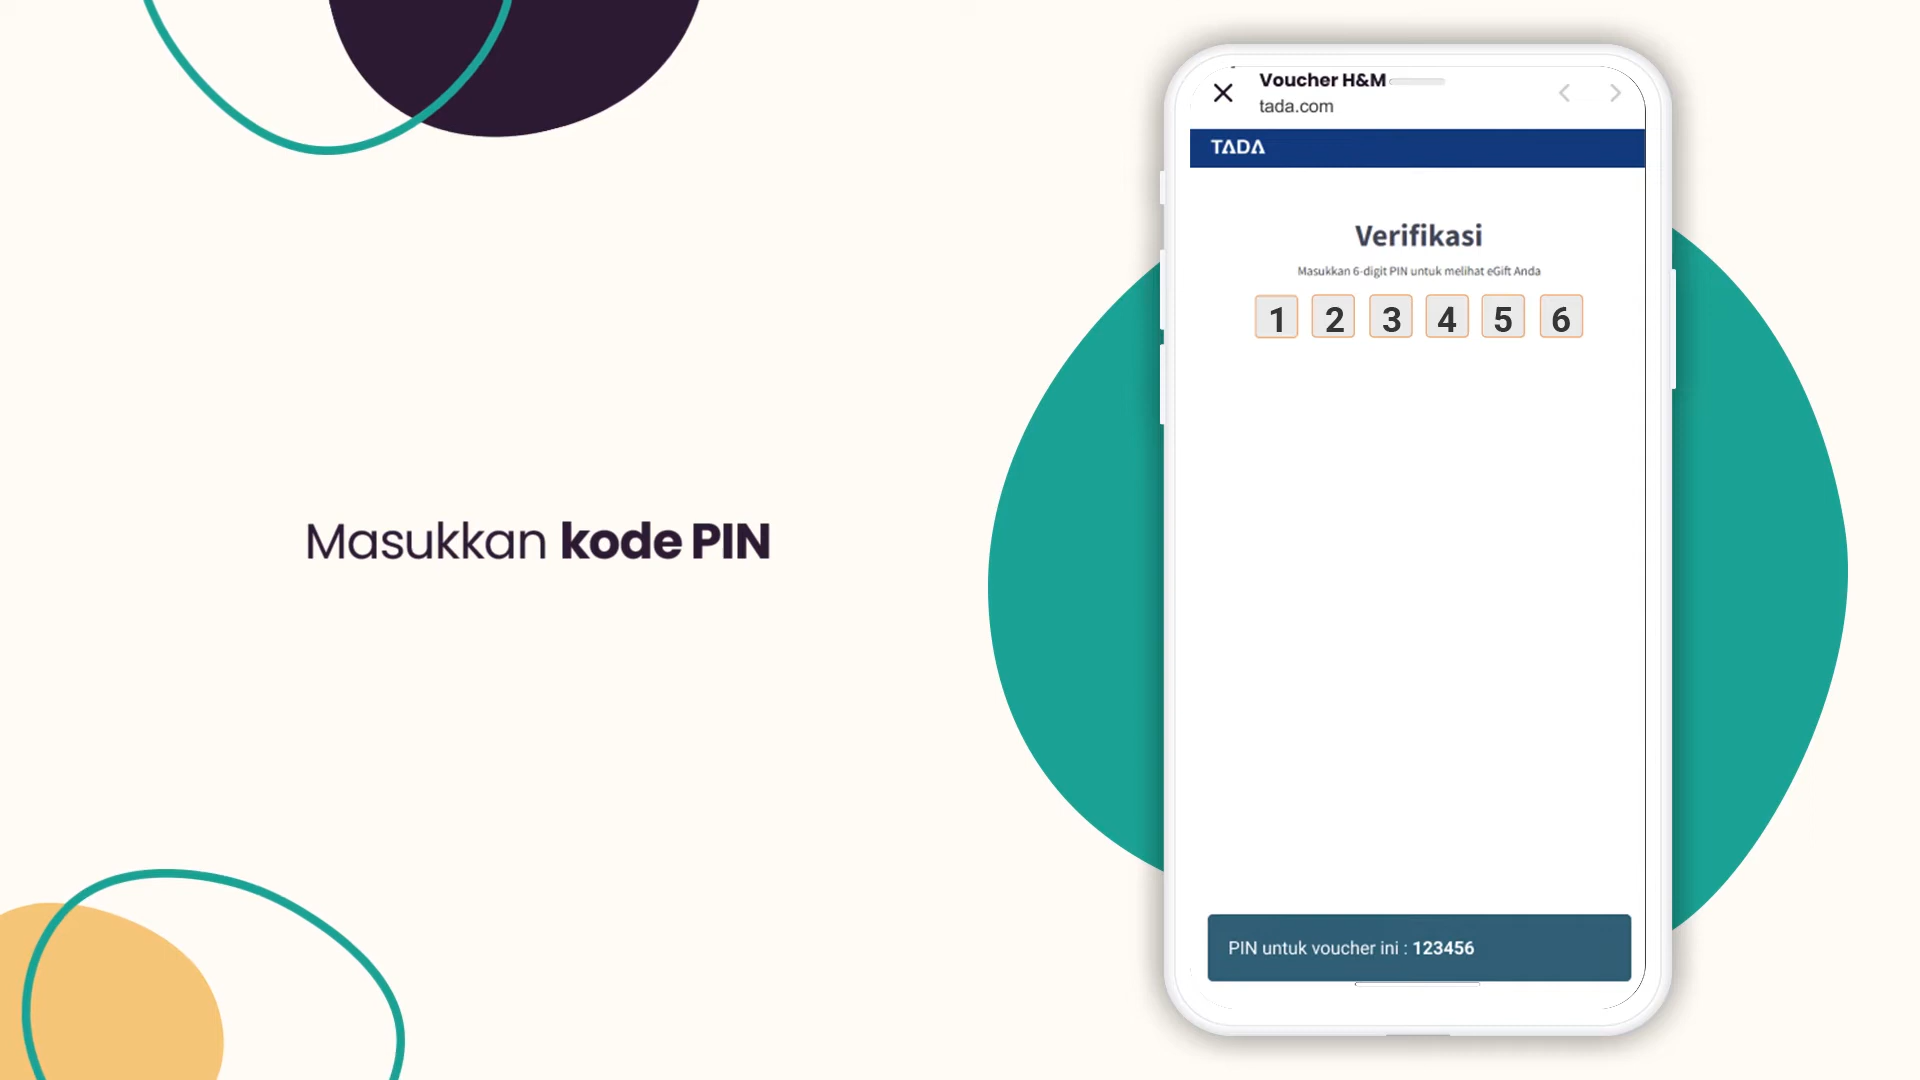 Masukkan kode PIN
Voucher H&M
tada.com
TADA
Verifikasi
Masukkan 6-digit PIN untuk melihat eGift Anda
1 2 3 4 5 6
PIN untuk voucher ini : 123456